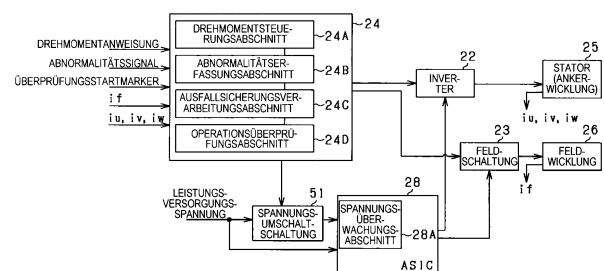 24
DREHMOMENTSTEUE-
RUNGSABSCHNITT
24A
DREHMOMENTANWEISUNG
ABNORMALITÄTSSIGNAL
ÜBERPRÜFUNGSSTARTMARKER
if
iu, iv, iw
ABNORMALITÄTSER-
FASSUNGSABSCHNITT
24B
AUSFALLSICHERUNGSVER-
ARBEITUNGSABSCHNITT
24C
OPERATIONSÜBERPRÜ-
FUNGSABSCHNITT
24D
22
INVER-
TER
25
STATOR
(ANKER-
WICKLUNG)
iu, iv, iw
23
FELD-
SCHALTUNG
26
FELD-
WICKLUNG
if
LEISTUNGS-
VERSORGUNGS-
SPANNUNG
51
SPANNUNGS-
UMSCHALT-
SCHALTUNG
28
SPANNUNGS-
ÜBER-
WACHUNGS-
ABSCHNITT
28A
ASIC